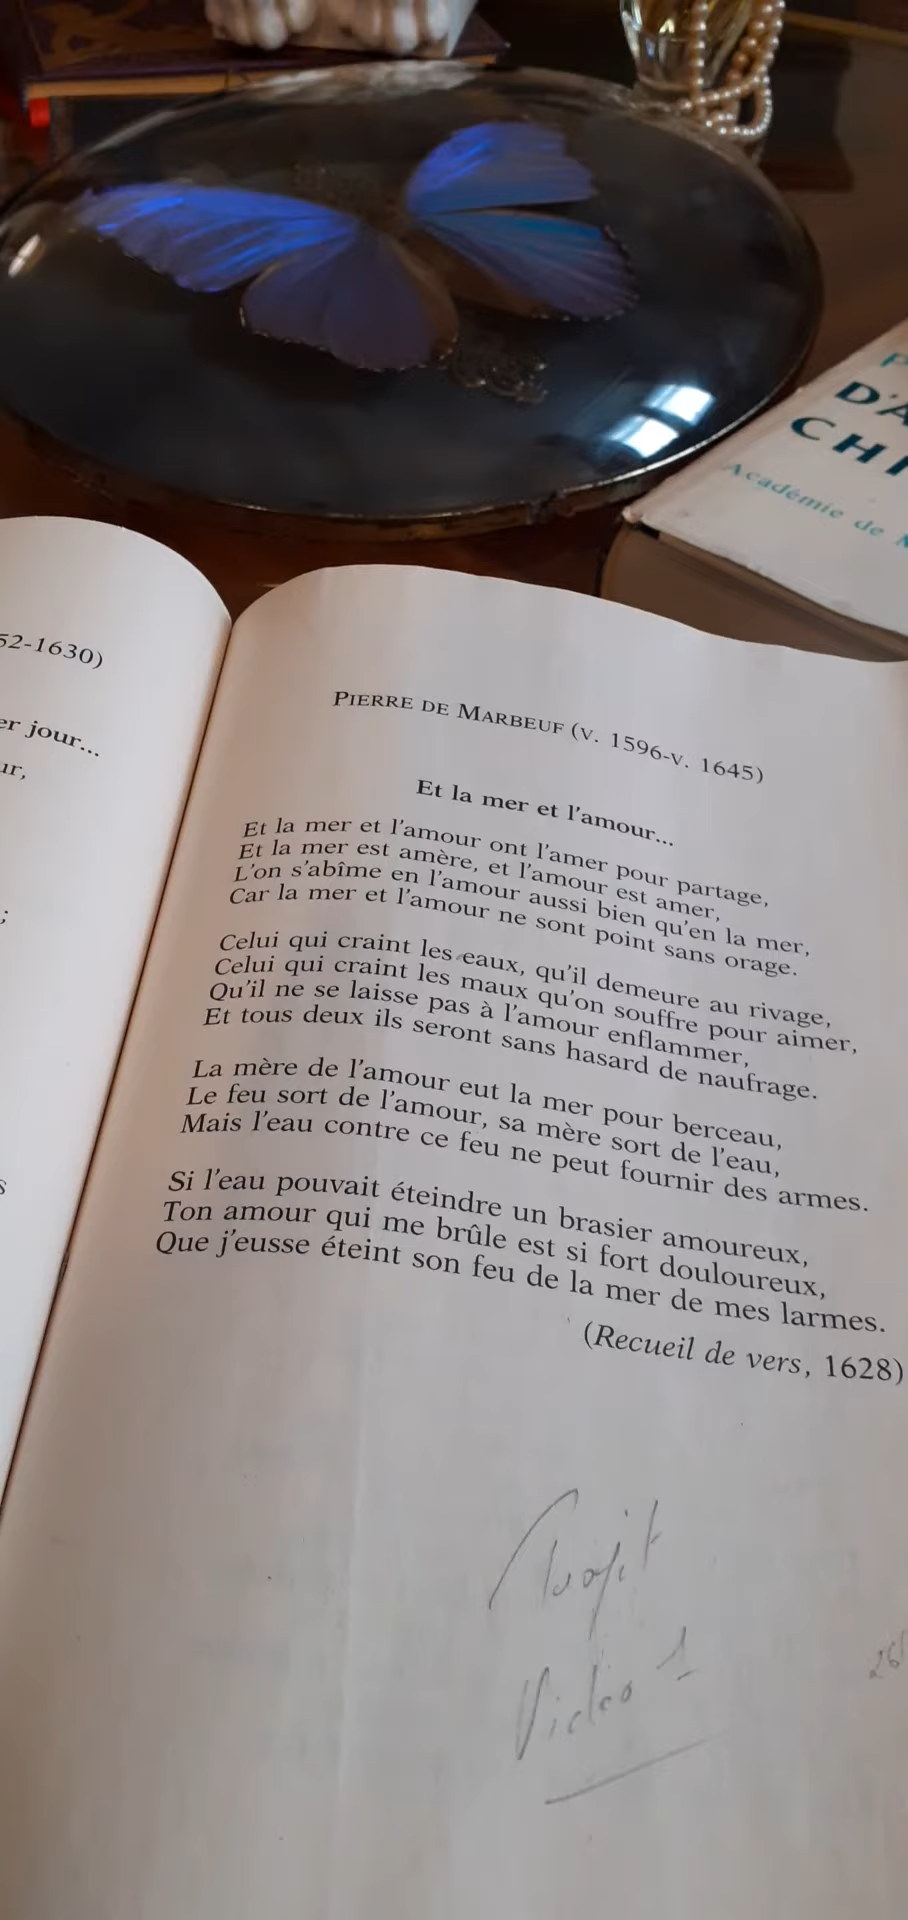 P
D'A
CHI
Académie de M
52-1630)
er jour...
ur,
;
s
PIERRE DE MARBEUF (V. 1596-V. 1645)
Et la mer et l'amour...
Et la mer et l'amour ont l'amer pour partage,
Et la mer est amère, et l'amour est amer,
L'on s'abîme en l'amour aussi bien qu'en la mer,
Car la mer et l'amour ne sont point sans orage.
Celui qui craint les eaux, qu'il demeure au rivage,
Celui qui craint les maux qu'on souffre pour aimer,
Qu'il ne se laisse pas à l'amour enflammer,
Et tous deux ils seront sans hasard de naufrage.
La mère de l'amour eut la mer pour berceau,
Le feu sort de l'amour, sa mère sort de l'eau,
Mais l'eau contre ce feu ne peut fournir des armes.
Si l'eau pouvait éteindre un brasier amoureux,
Ton amour qui me brûle est si fort douloureux,
Que j'eusse éteint son feu de la mer de mes larmes.
(Recueil de vers, 1628)
Video 1